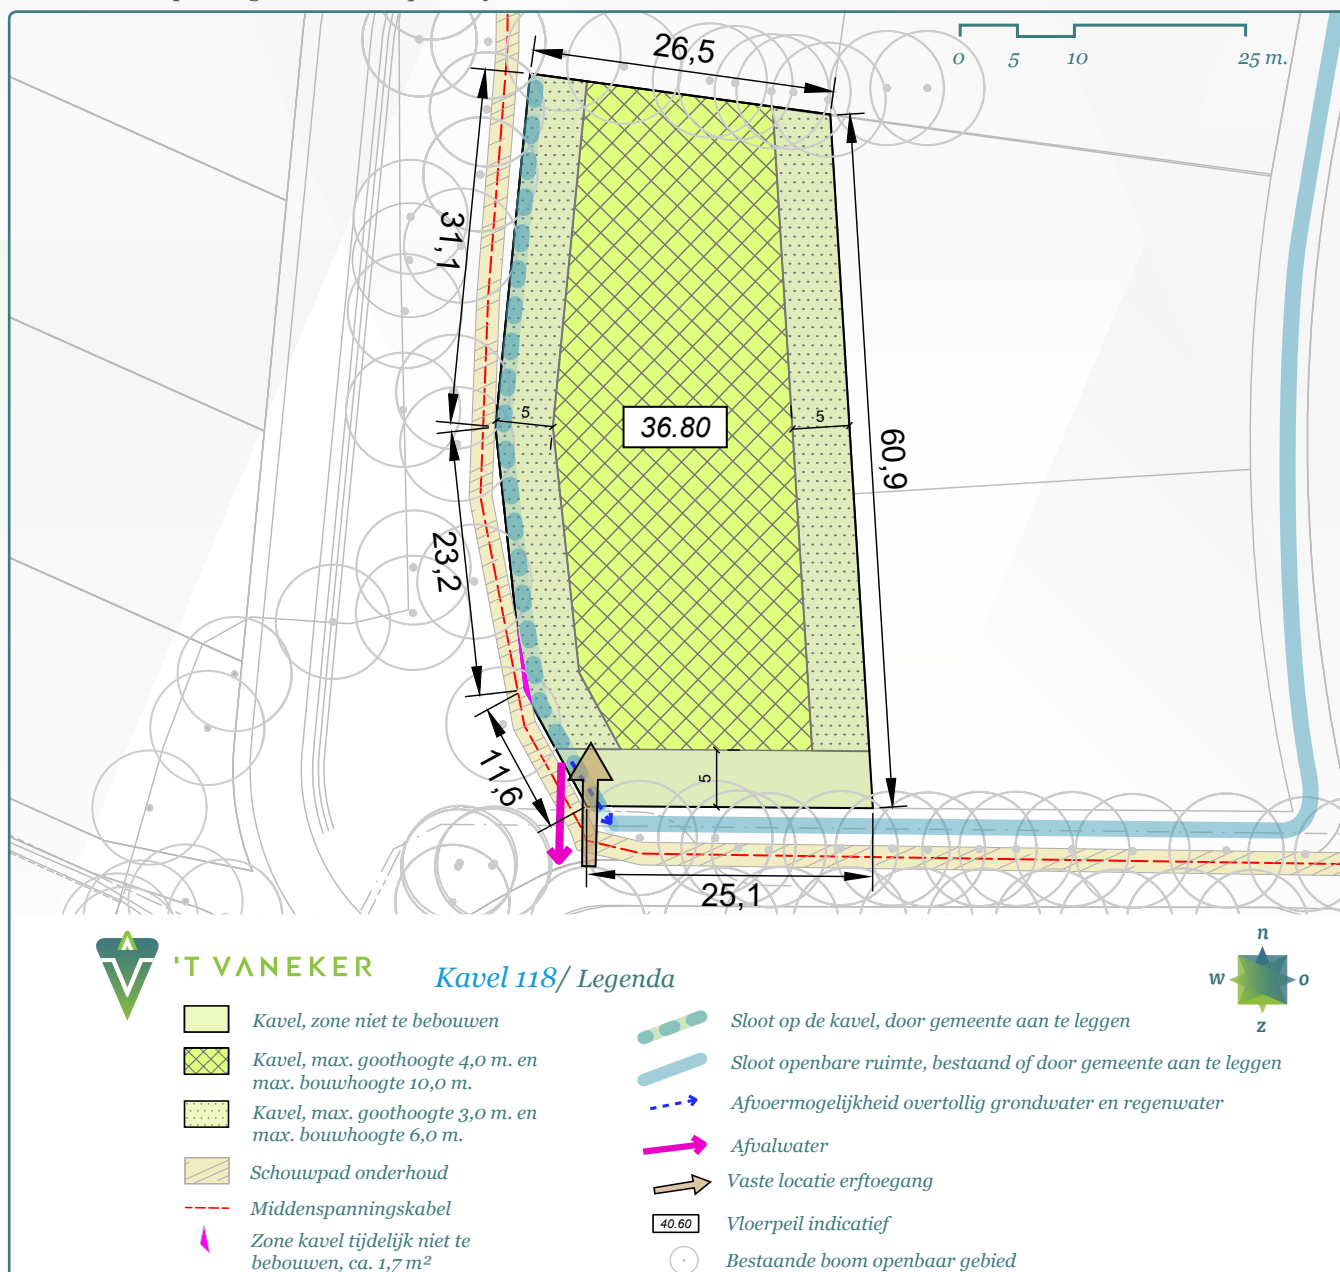 26,5
0 5 10 25 m.
31,1
5
36.80
5
60,9
23,2
11,6
5
25,1
'T VANEKER
Kavel 118/ Legenda
n
w o
z
Kavel, zone niet te bebouwen
Kavel, max. goothoogte 4,0 m. en
max. bouwhoogte 10,0 m.
Kavel, max. goothoogte 3,0 m. en
max. bouwhoogte 6,0 m.
Schouwpad onderhoud
Middenspanningskabel
Zone kavel tijdelijk niet te
bebouwen, ca. 1,7 m²
Sloot op de kavel, door gemeente aan te leggen
Sloot openbare ruimte, bestaand of door gemeente aan te leggen
Afvoermogelijkheid overtollig grondwater en regenwater
Afvalwater
Vaste locatie erftoegang
40.60 Vloerpeil indicatief
Bestaande boom openbaar gebied